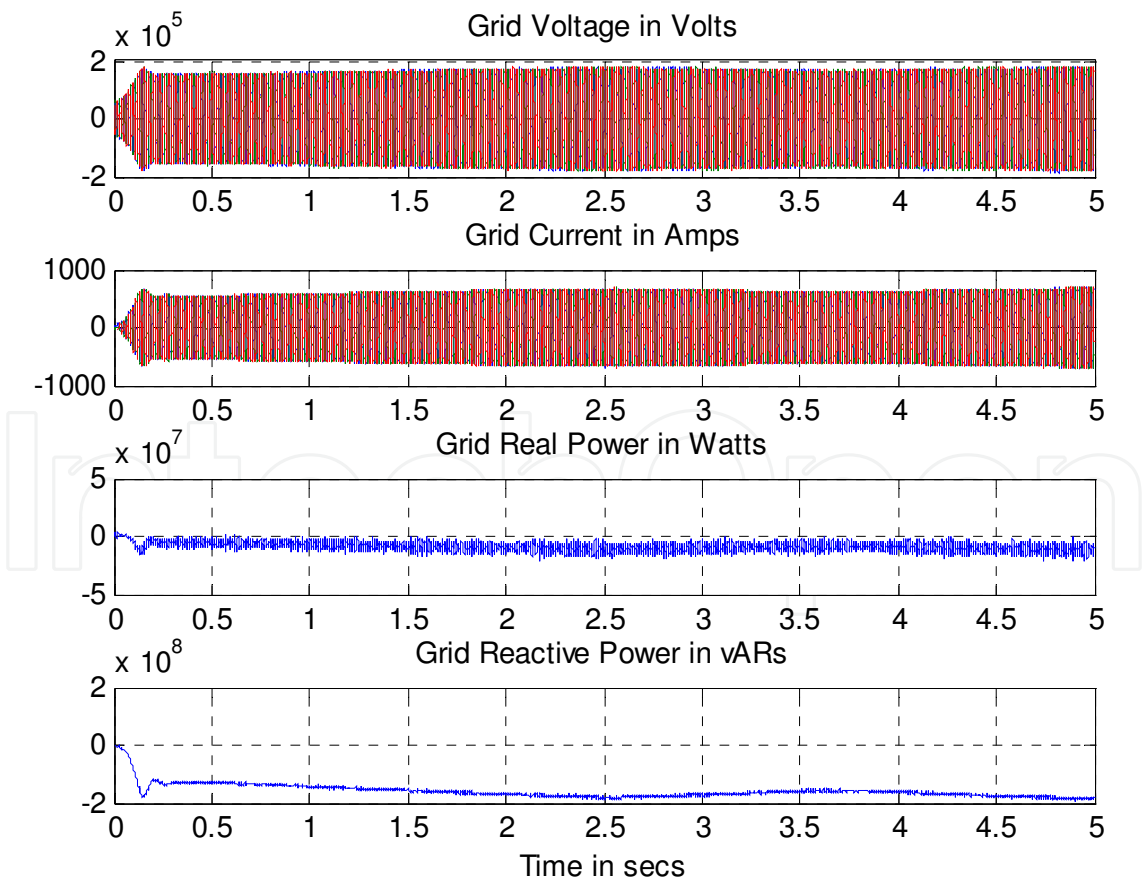 Grid Voltage in Volts
x 10^5
2
0
-2
0 0.5 1 1.5 2 2.5 3 3.5 4 4.5 5
Grid Current in Amps
1000
0
-1000
0 0.5 1 1.5 2 2.5 3 3.5 4 4.5 5
Grid Real Power in Watts
x 10^7
5
0
-5
0 0.5 1 1.5 2 2.5 3 3.5 4 4.5 5
Grid Reactive Power in vARs
x 10^8
2
0
-2
0 0.5 1 1.5 2 2.5 3 3.5 4 4.5 5
Time in secs
IntechOpen